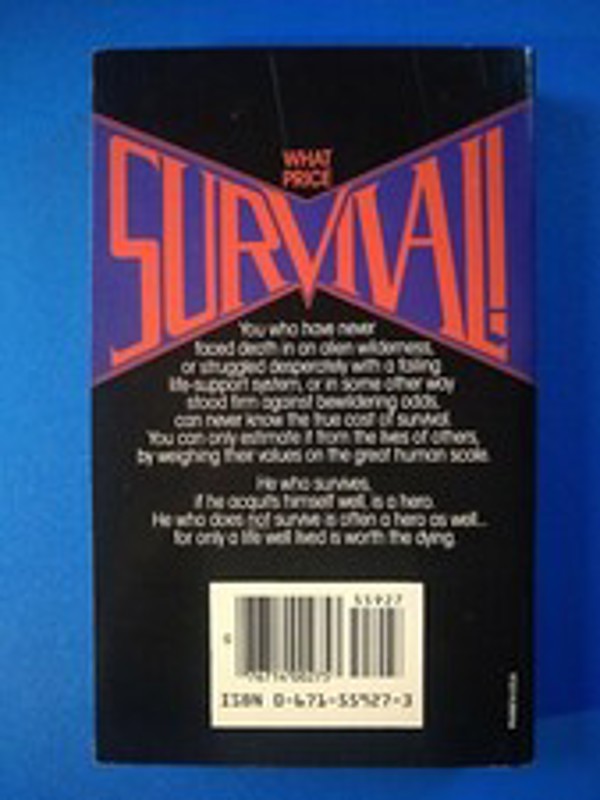 WHAT
PRICE
SURVIVAL!
You who have never
faced death in an alien wilderness,
or struggled desperately with a failing
life-support system, or in some other way
stood firm against bewildering odds,
can never know the true cost of survival.
You can only estimate it from the lives of others,
by weighing their values on the great human scale.
He who survives,
if he acquits himself well, is a hero.
He who does not survive is often a hero as well...
for only a life well lived is worth the dying.
55927
ISBN 0-671-55927-3